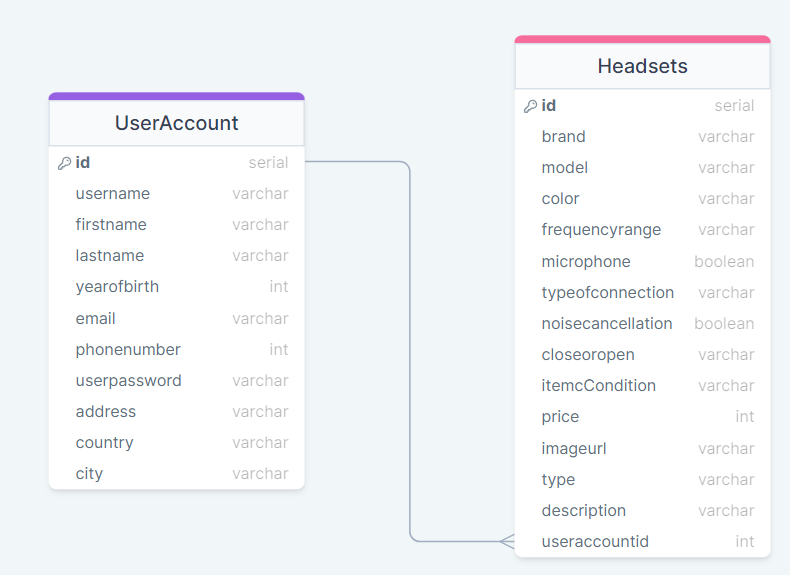 UserAccount
id serial
username varchar
firstname varchar
lastname varchar
yearofbirth int
email varchar
phonenumber int
userpassword varchar
address varchar
country varchar
city varchar
Headsets
id serial
brand varchar
model varchar
color varchar
frequencyrange varchar
microphone boolean
typeofconnection varchar
noisecancellation boolean
closeoropen varchar
itemcCondition varchar
price int
imageurl varchar
type varchar
description varchar
useraccountid int